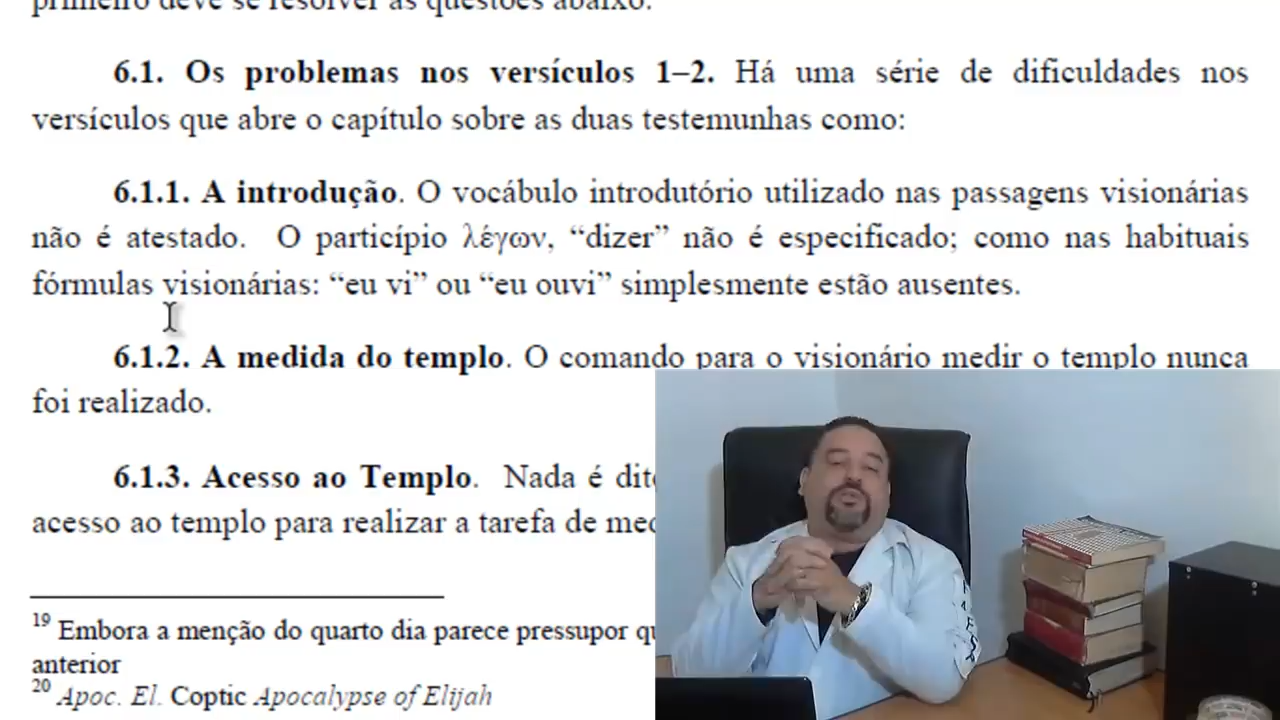 primeiro deve se resolver as questões abaixo.
6.1. Os problemas nos versículos 1–2. Há uma série de dificuldades nos
versículos que abre o capítulo sobre as duas testemunhas como:
6.1.1. A introdução. O vocábulo introdutório utilizado nas passagens visionárias
não é atestado. O particípio λέγων, “dizer” não é especificado; como nas habituais
fórmulas visionárias: “eu vi” ou “eu ouvi” simplesmente estão ausentes.
6.1.2. A medida do templo. O comando para o visionário medir o templo nunca
foi realizado.
6.1.3. Acesso ao Templo. Nada é
acesso ao templo para realizar a tarefa de
19 Embora a menção do quarto dia parece pressupor
anterior
20 Apoc. El. Coptic Apocalypse of Elijah